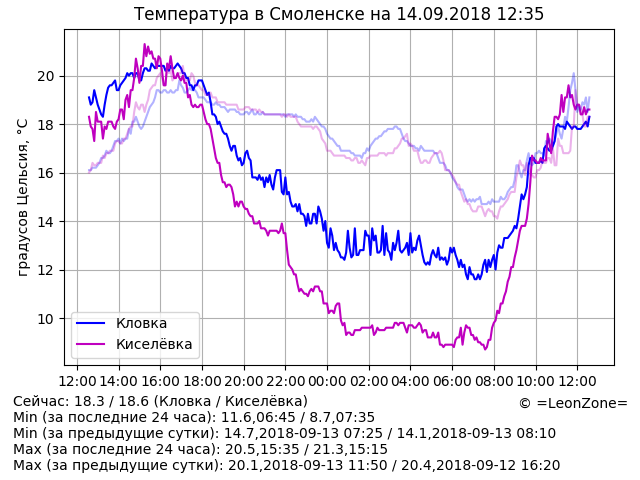 Температура в Смоленске на 14.09.2018 12:35
градусов Цельсия, °C
20
18
16
14
12
10
Кловка
Киселёвка
12:00 14:00 16:00 18:00 20:00 22:00 00:00 02:00 04:00 06:00 08:00 10:00 12:00
Сейчас: 18.3 / 18.6 (Кловка / Киселёвка)
© =LeonZone=
Min (за последние 24 часа): 11.6,06:45 / 8.7,07:35
Min (за предыдущие сутки): 14.7,2018-09-13 07:25 / 14.1,2018-09-13 08:10
Max (за последние 24 часа): 20.5,15:35 / 21.3,15:15
Max (за предыдущие сутки): 20.1,2018-09-13 11:50 / 20.4,2018-09-12 16:20